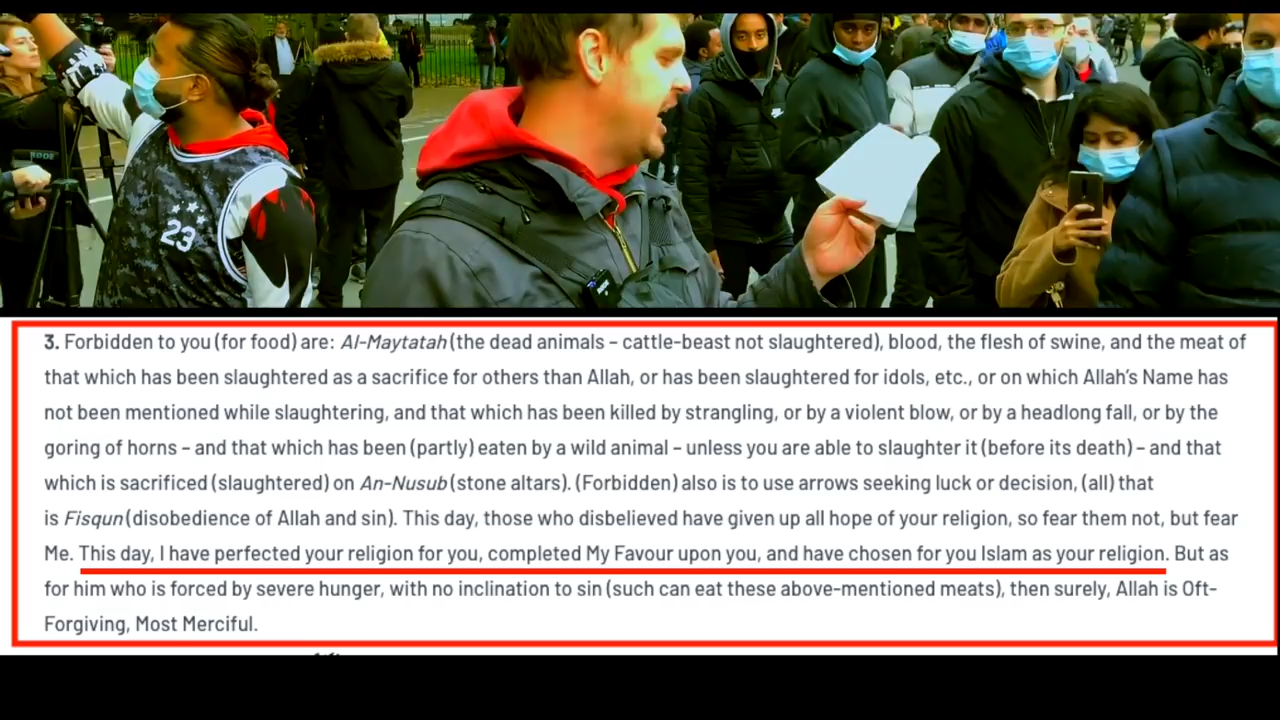 RODE
23
3. Forbidden to you (for food) are: Al-Maytatah (the dead animals – cattle-beast not slaughtered), blood, the flesh of swine, and the meat of
that which has been slaughtered as a sacrifice for others than Allah, or has been slaughtered for idols, etc., or on which Allah's Name has
not been mentioned while slaughtering, and that which has been killed by strangling, or by a violent blow, or by a headlong fall, or by the
goring of horns – and that which has been (partly) eaten by a wild animal – unless you are able to slaughter it (before its death) – and that
which is sacrificed (slaughtered) on An-Nusub (stone altars). (Forbidden) also is to use arrows seeking luck or decision, (all) that
is Fisqun (disobedience of Allah and sin). This day, those who disbelieved have given up all hope of your religion, so fear them not, but fear
Me. This day, I have perfected your religion for you, completed My Favour upon you, and have chosen for you Islam as your religion. But as
for him who is forced by severe hunger, with no inclination to sin (such can eat these above-mentioned meats), then surely, Allah is Oft-
Forgiving, Most Merciful.